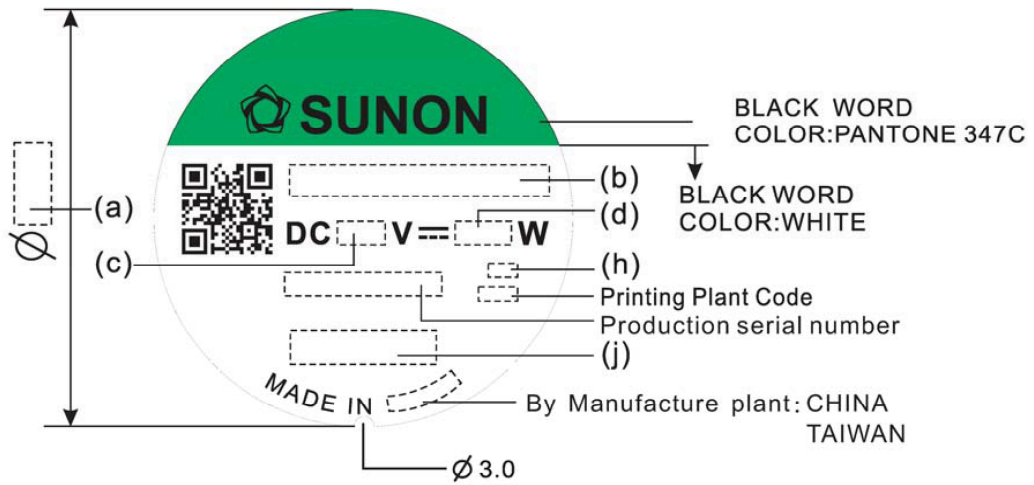 SUNON
BLACK WORD
COLOR:PANTONE 347C
(b)
BLACK WORD
COLOR:WHITE
(a)
(d)
DC V W
(c)
(h)
Ø
Printing Plant Code
Production serial number
(j)
MADE IN
By Manufacture plant: CHINA
TAIWAN
Ø3.0